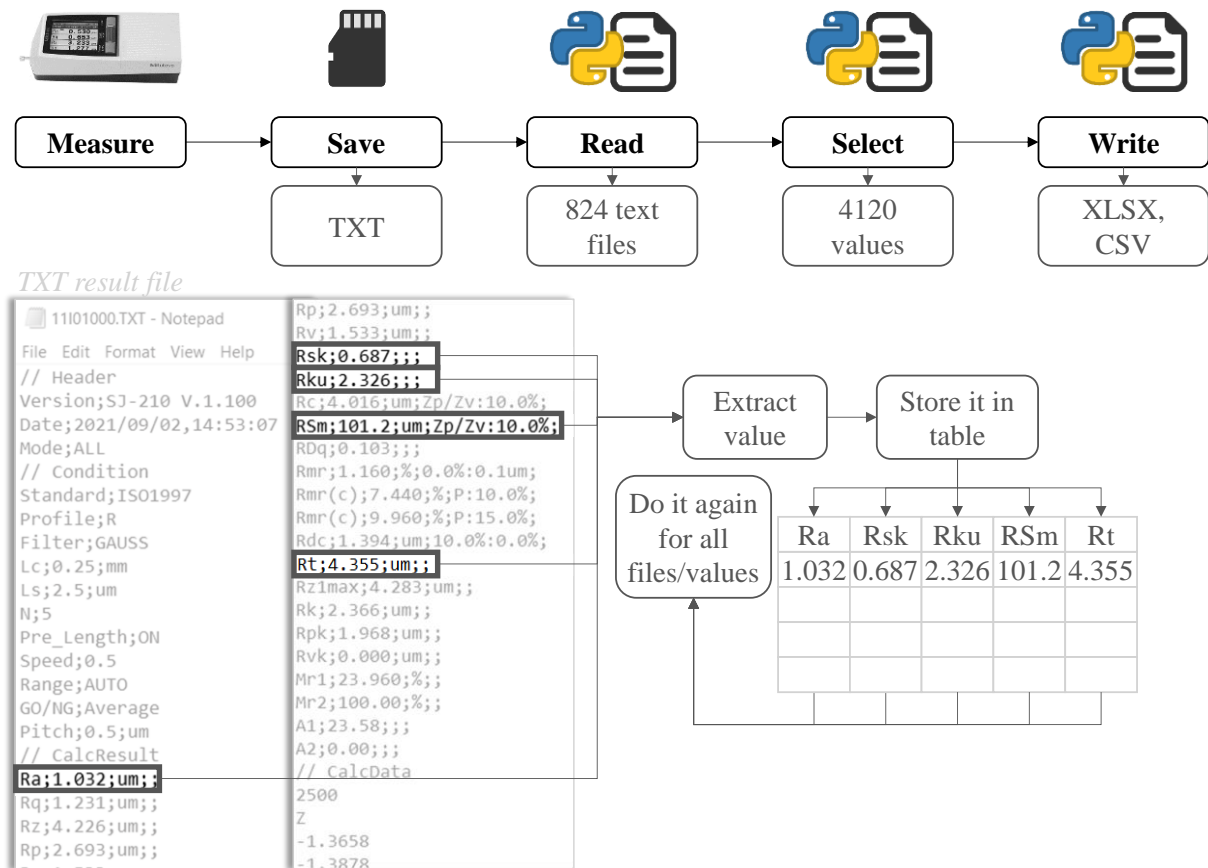 Measure
Save
Read
Select
Write
TXT
824 text
files
4120
values
XLSX,
CSV
TXT result file
11I01000.TXT - Notepad
File Edit Format View Help
// Header
Version;SJ-210 V.1.100
Date;2021/09/02,14:53:07
Mode;ALL
// Condition
Standard;ISO1997
Profile;R
Filter;GAUSS
Lc;0.25;mm
Ls;2.5;um
N;5
Pre_Length;ON
Speed;0.5
Range;AUTO
GO/NG;Average
Pitch;0.5;um
// CalcResult
Ra;1.032;um;;
Rq;1.231;um;;
Rz;4.226;um;;
Rp;2.693;um;;
Rp;2.693;um;;
Rv;1.533;um;;
Rsk;0.687;;;
Rku;2.326;;;
Rc;4.016;um;Zp/Zv:10.0%;
RSm;101.2;um;Zp/Zv:10.0%;
RDq;0.103;;;
Rmr;1.160;%;0.0%:0.1um;
Rmr(c);7.440;%;P:10.0%;
Rmr(c);9.960;%;P:15.0%;
Rdc;1.394;um;10.0%:0.0%;
Rt;4.355;um;;
Rz1max;4.283;um;;
Rk;2.366;um;;
Rpk;1.968;um;;
Rvk;0.000;um;;
Mr1;23.960;%;;
Mr2;100.00;%;;
A1;23.58;;;
A2;0.00;;;
// CalcData
2500
Z
-1.3658
-1.3878
Extract
value
Store it in
table
Do it again
for all
files/values
Ra Rsk Rku RSm Rt
1.032 0.687 2.326 101.2 4.355